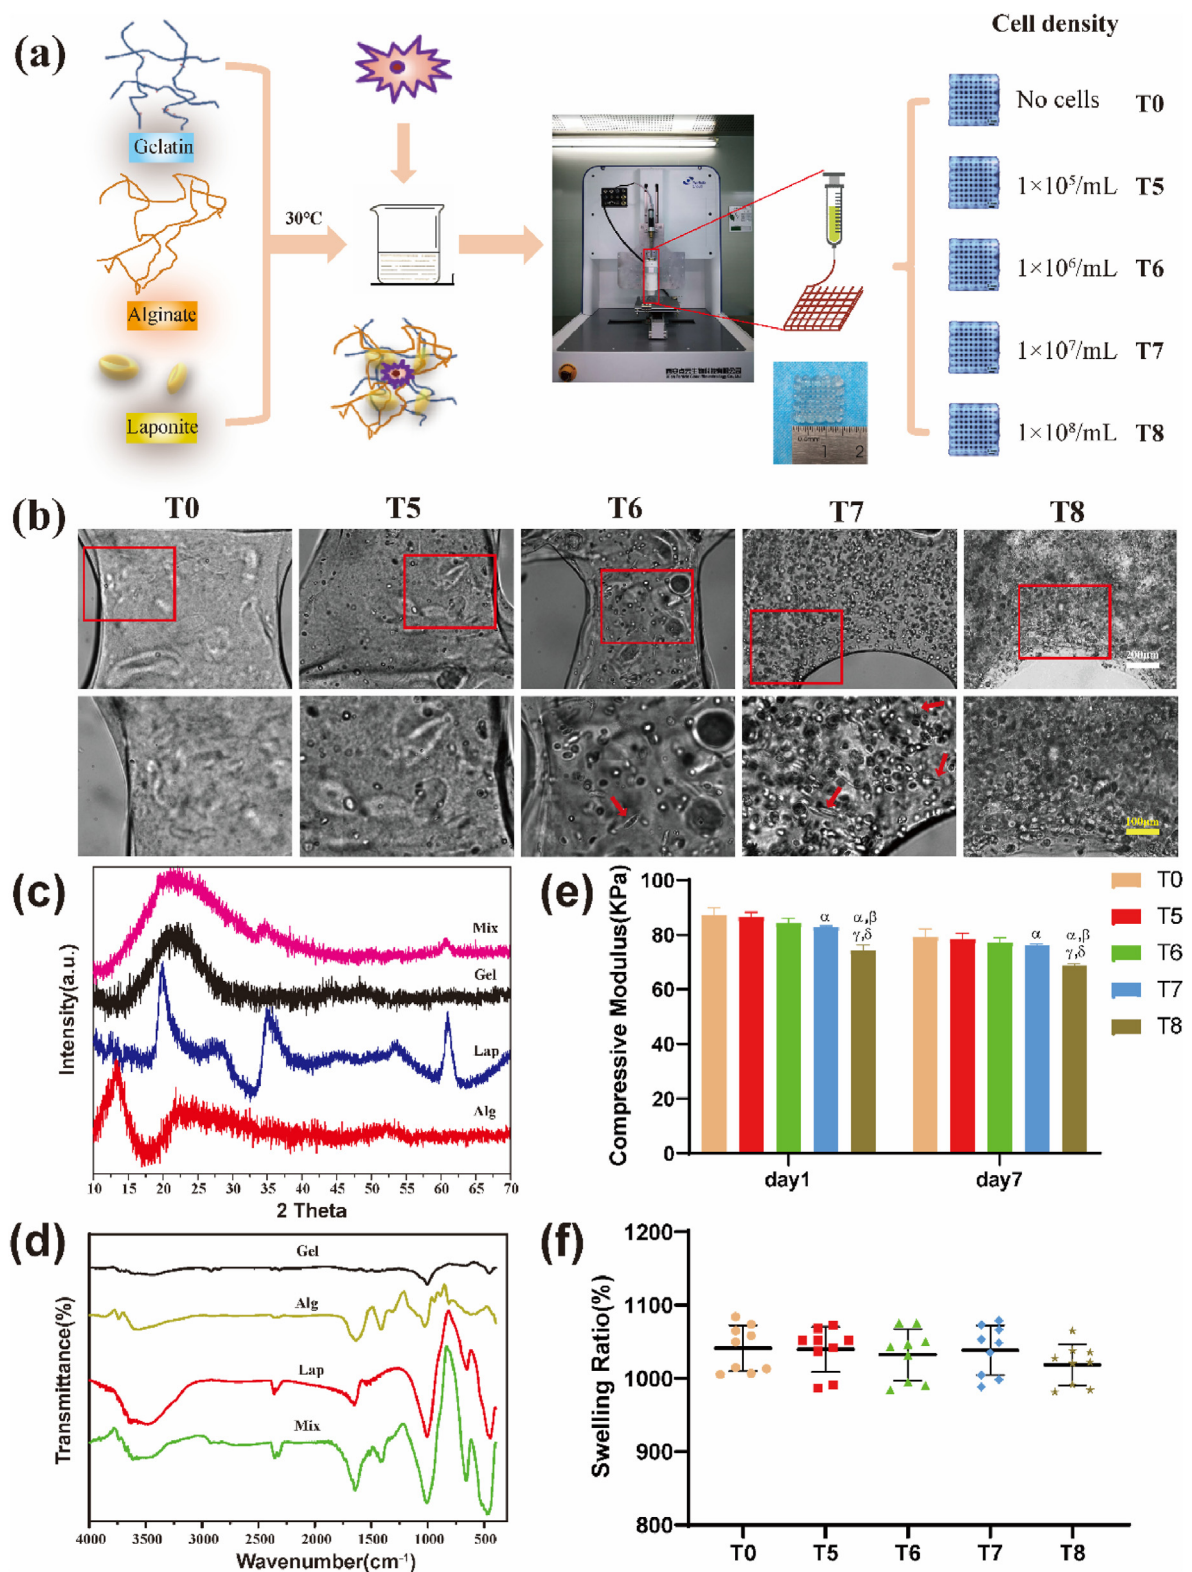 (a)
Cell density
Gelatin
Alginate
Laponite
30°C
1 2
No cells T0
1×10⁵/mL T5
1×10⁶/mL T6
1×10⁷/mL T7
1×10⁸/mL T8
(b)
T0 T5 T6 T7 T8
200μm
100μm
(c)
Intensity(a.u.)
Mix
Gel
Lap
Alg
10 15 20 25 30 35 40 45 50 55 60 65 70
2 Theta
(e)
Compressive Modulus(KPa)
100
80
60
40
20
0
α α,β
γ,δ
α α,β
γ,δ
day1 day7
T0
T5
T6
T7
T8
(d)
Transmittance(%)
Gel
Alg
Lap
Mix
4000 3500 3000 2500 2000 1500 1000 500
Wavenumber(cm⁻¹)
(f)
Swelling Ratio(%)
1200
1100
1000
900
800
T0 T5 T6 T7 T8